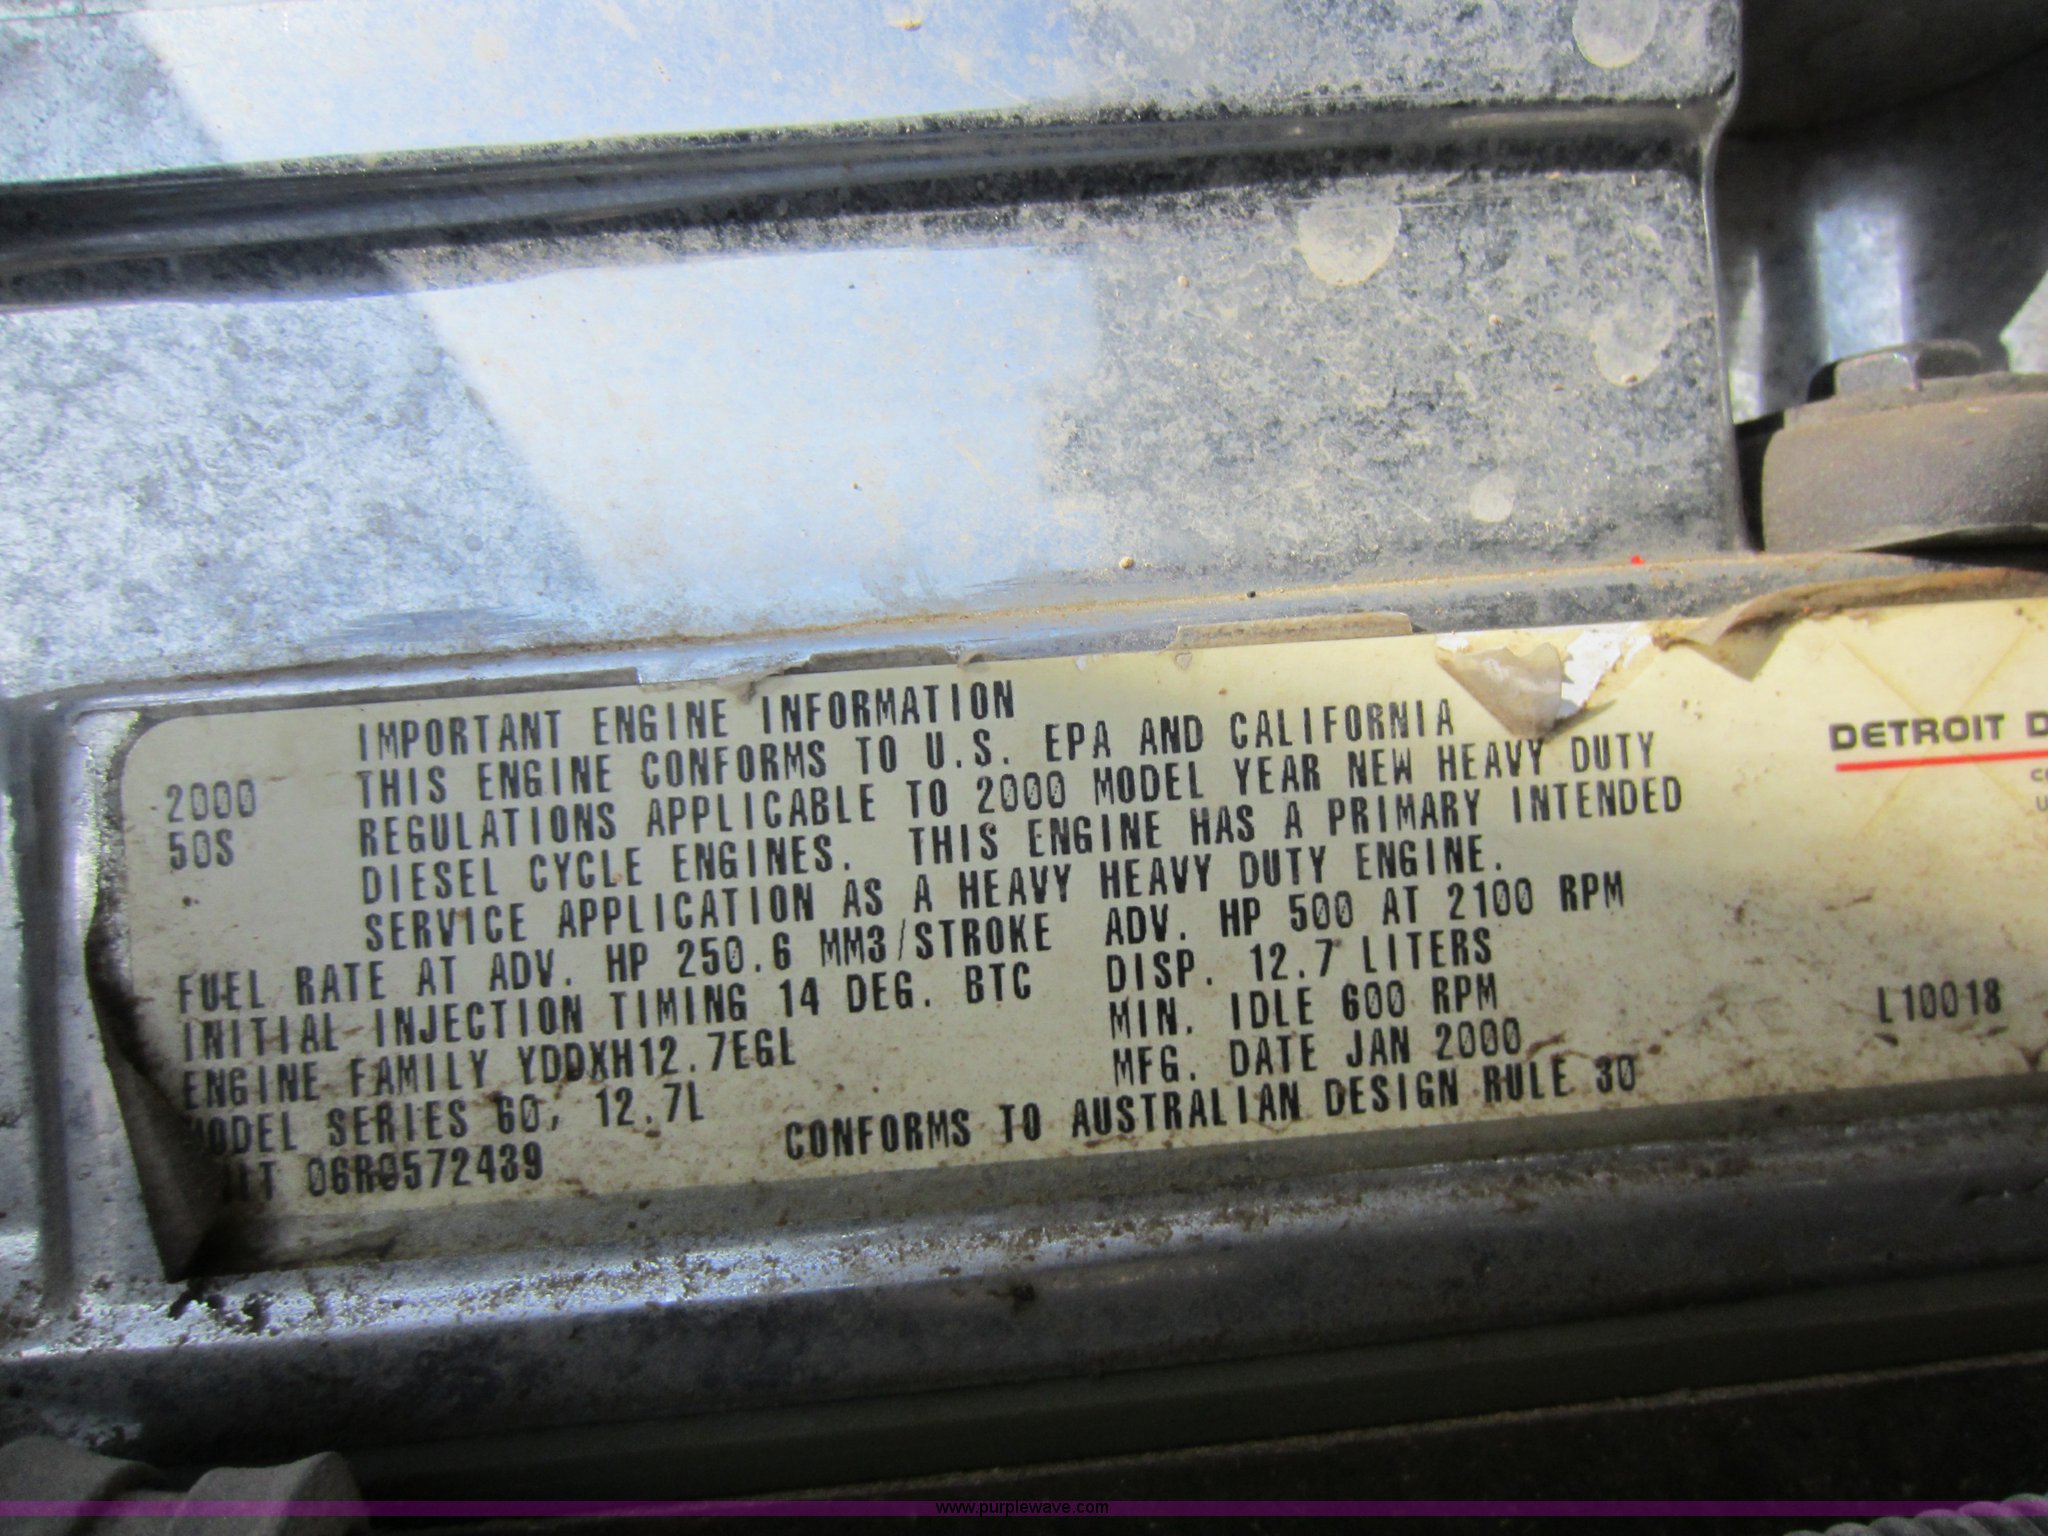 IMPORTANT ENGINE INFORMATION
2000 THIS ENGINE CONFORMS TO U.S. EPA AND CALIFORNIA
50S REGULATIONS APPLICABLE TO 2000 MODEL YEAR NEW HEAVY DUTY
DIESEL CYCLE ENGINES. THIS ENGINE HAS A PRIMARY INTENDED
SERVICE APPLICATION AS A HEAVY HEAVY DUTY ENGINE.
FUEL RATE AT ADV. HP 250.6 MM3/STROKE ADV. HP 500 AT 2100 RPM
INITIAL INJECTION TIMING 14 DEG. BTC DISP. 12.7 LITERS
ENGINE FAMILY YDDXH12.7EGL MIN. IDLE 600 RPM
MODEL SERIES 60, 12.7L MFG. DATE JAN 2000
06R0572439 CONFORMS TO AUSTRALIAN DESIGN RULE 30
DETROIT D
L10018
www.purplewave.com